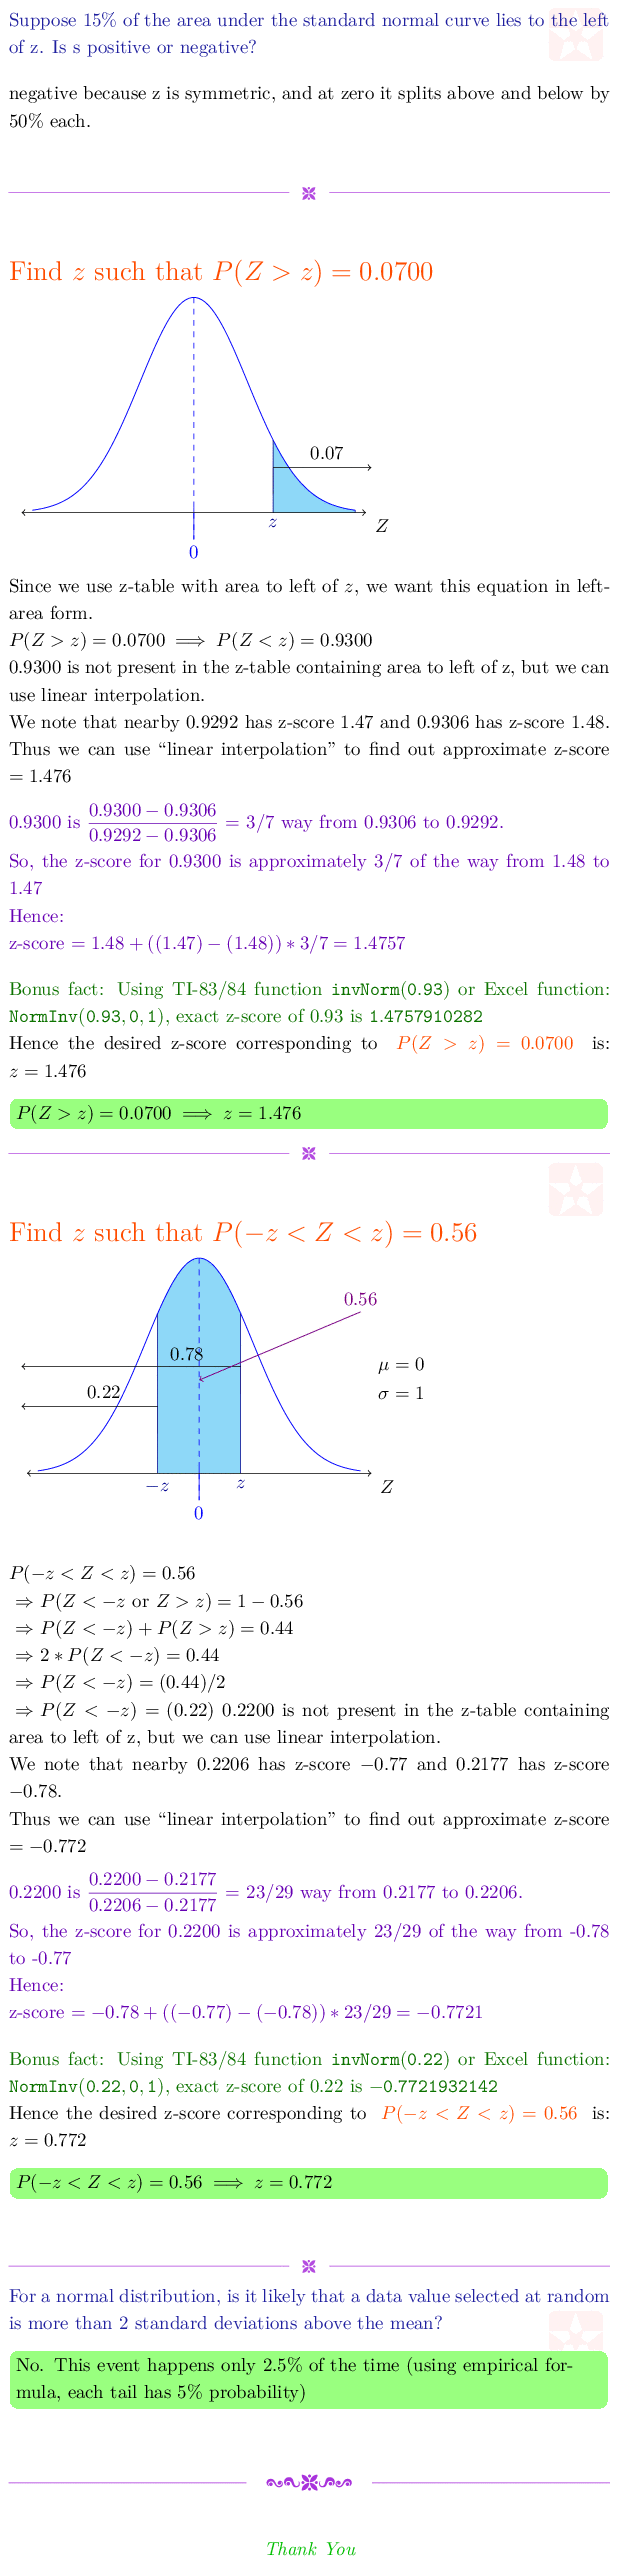 Suppose 15% of the area under the standard normal curve lies to the left
of z. Is s positive or negative?
negative because z is symmetric, and at zero it splits above and below by
50% each.
Find z such that P(Z > z) = 0.0700
0.07
z
Z
0
Since we use z-table with area to left of z, we want this equation in left-
area form.
P(Z > z) = 0.0700 ⟹ P(Z < z) = 0.9300
0.9300 is not present in the z-table containing area to left of z, but we can
use linear interpolation.
We note that nearby 0.9292 has z-score 1.47 and 0.9306 has z-score 1.48.
Thus we can use “linear interpolation” to find out approximate z-score
= 1.476
0.9300 is (0.9300 − 0.9306)/(0.9292 − 0.9306) = 3/7 way from 0.9306 to 0.9292.
So, the z-score for 0.9300 is approximately 3/7 of the way from 1.48 to
1.47
Hence:
z-score = 1.48 + ((1.47) − (1.48)) ∗ 3/7 = 1.4757
Bonus fact: Using TI-83/84 function invNorm(0.93) or Excel function:
NormInv(0.93, 0, 1), exact z-score of 0.93 is 1.4757910282
Hence the desired z-score corresponding to P(Z > z) = 0.0700 is:
z = 1.476
P(Z > z) = 0.0700 ⟹ z = 1.476
Find z such that P(−z < Z < z) = 0.56
0.56
0.78
μ = 0
0.22
σ = 1
−z
z
Z
0
P(−z < Z < z) = 0.56
⇒ P(Z < −z or Z > z) = 1 − 0.56
⇒ P(Z < −z) + P(Z > z) = 0.44
⇒ 2 ∗ P(Z < −z) = 0.44
⇒ P(Z < −z) = (0.44)/2
⇒ P(Z < −z) = (0.22) 0.2200 is not present in the z-table containing
area to left of z, but we can use linear interpolation.
We note that nearby 0.2206 has z-score −0.77 and 0.2177 has z-score
−0.78.
Thus we can use “linear interpolation” to find out approximate z-score
= −0.772
0.2200 is (0.2200 − 0.2177)/(0.2206 − 0.2177) = 23/29 way from 0.2177 to 0.2206.
So, the z-score for 0.2200 is approximately 23/29 of the way from -0.78
to -0.77
Hence:
z-score = −0.78 + ((−0.77) − (−0.78)) ∗ 23/29 = −0.7721
Bonus fact: Using TI-83/84 function invNorm(0.22) or Excel function:
NormInv(0.22, 0, 1), exact z-score of 0.22 is −0.7721932142
Hence the desired z-score corresponding to P(−z < Z < z) = 0.56 is:
z = 0.772
P(−z < Z < z) = 0.56 ⟹ z = 0.772
For a normal distribution, is it likely that a data value selected at random
is more than 2 standard deviations above the mean?
No. This event happens only 2.5% of the time (using empirical for-
mula, each tail has 5% probability)
Thank You